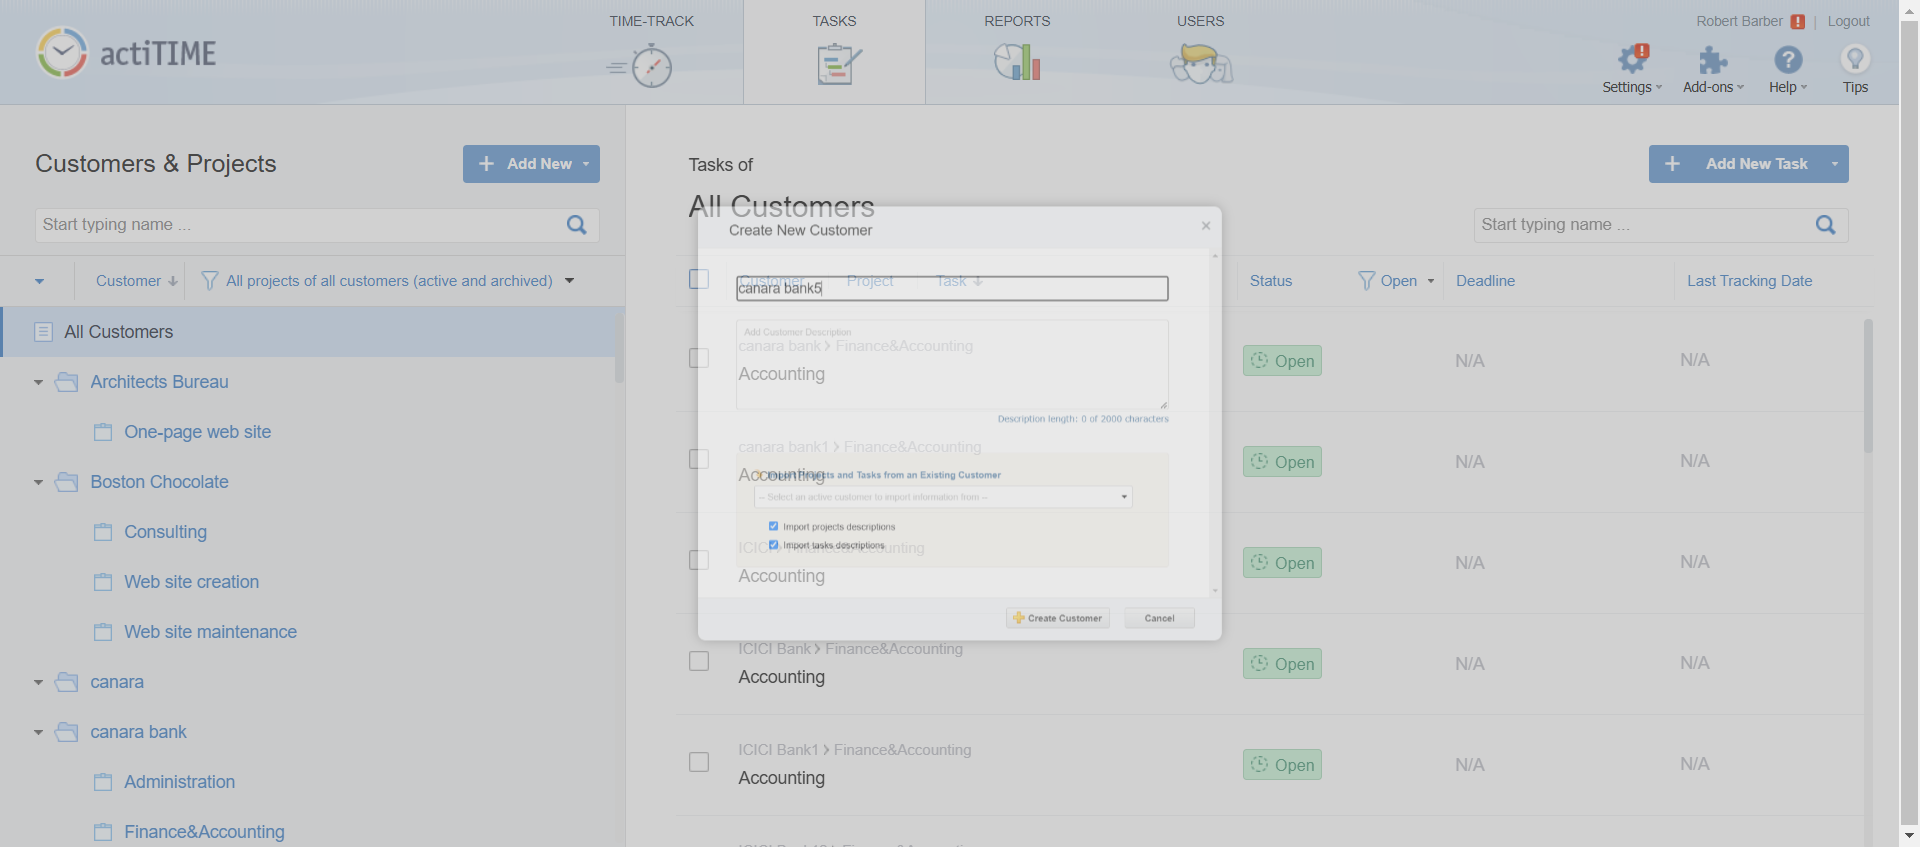 TIME-TRACK
TASKS
REPORTS
USERS
Robert Barber ! | Logout
actiTIME
Settings
Add-ons
Help
Tips
Customers & Projects
+ Add New
Start typing name ...
Customer
All projects of all customers (active and archived)
All Customers
Architects Bureau
One-page web site
Boston Chocolate
Consulting
Web site creation
Web site maintenance
canara
canara bank
Administration
Finance&Accounting
Tasks of
All Customers
+ Add New Task
Start typing name ...
Customer
Project
Task
Status
Open
Deadline
Last Tracking Date
canara bank > Finance&Accounting
Accounting
Open
N/A
N/A
canara bank1 > Finance&Accounting
Accounting
Open
N/A
N/A
ICICI > Finance&Accounting
Accounting
Open
N/A
N/A
ICICI Bank > Finance&Accounting
Accounting
Open
N/A
N/A
ICICI Bank1 > Finance&Accounting
Accounting
Open
N/A
N/A
Create New Customer
×
canara bank5
Add Customer Description
Description length: 0 of 2000 characters
Import Projects and Tasks from an Existing Customer
-- Select an active customer to import information from --
Import projects descriptions
Import tasks descriptions
Create Customer
Cancel